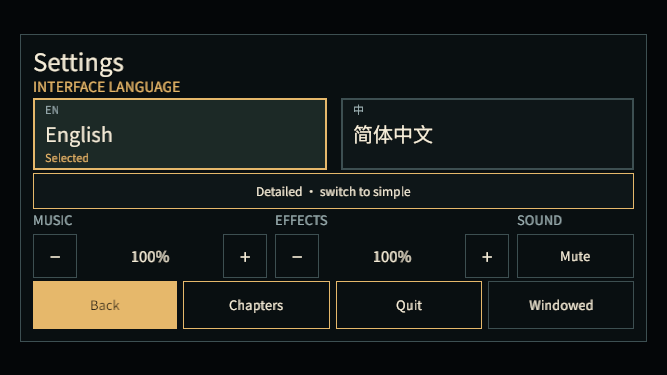 Settings
INTERFACE LANGUAGE
EN
English
Selected
中
简体中文
Detailed • switch to simple
MUSIC
EFFECTS
SOUND
− 100% +
− 100% +
Mute
Back
Chapters
Quit
Windowed